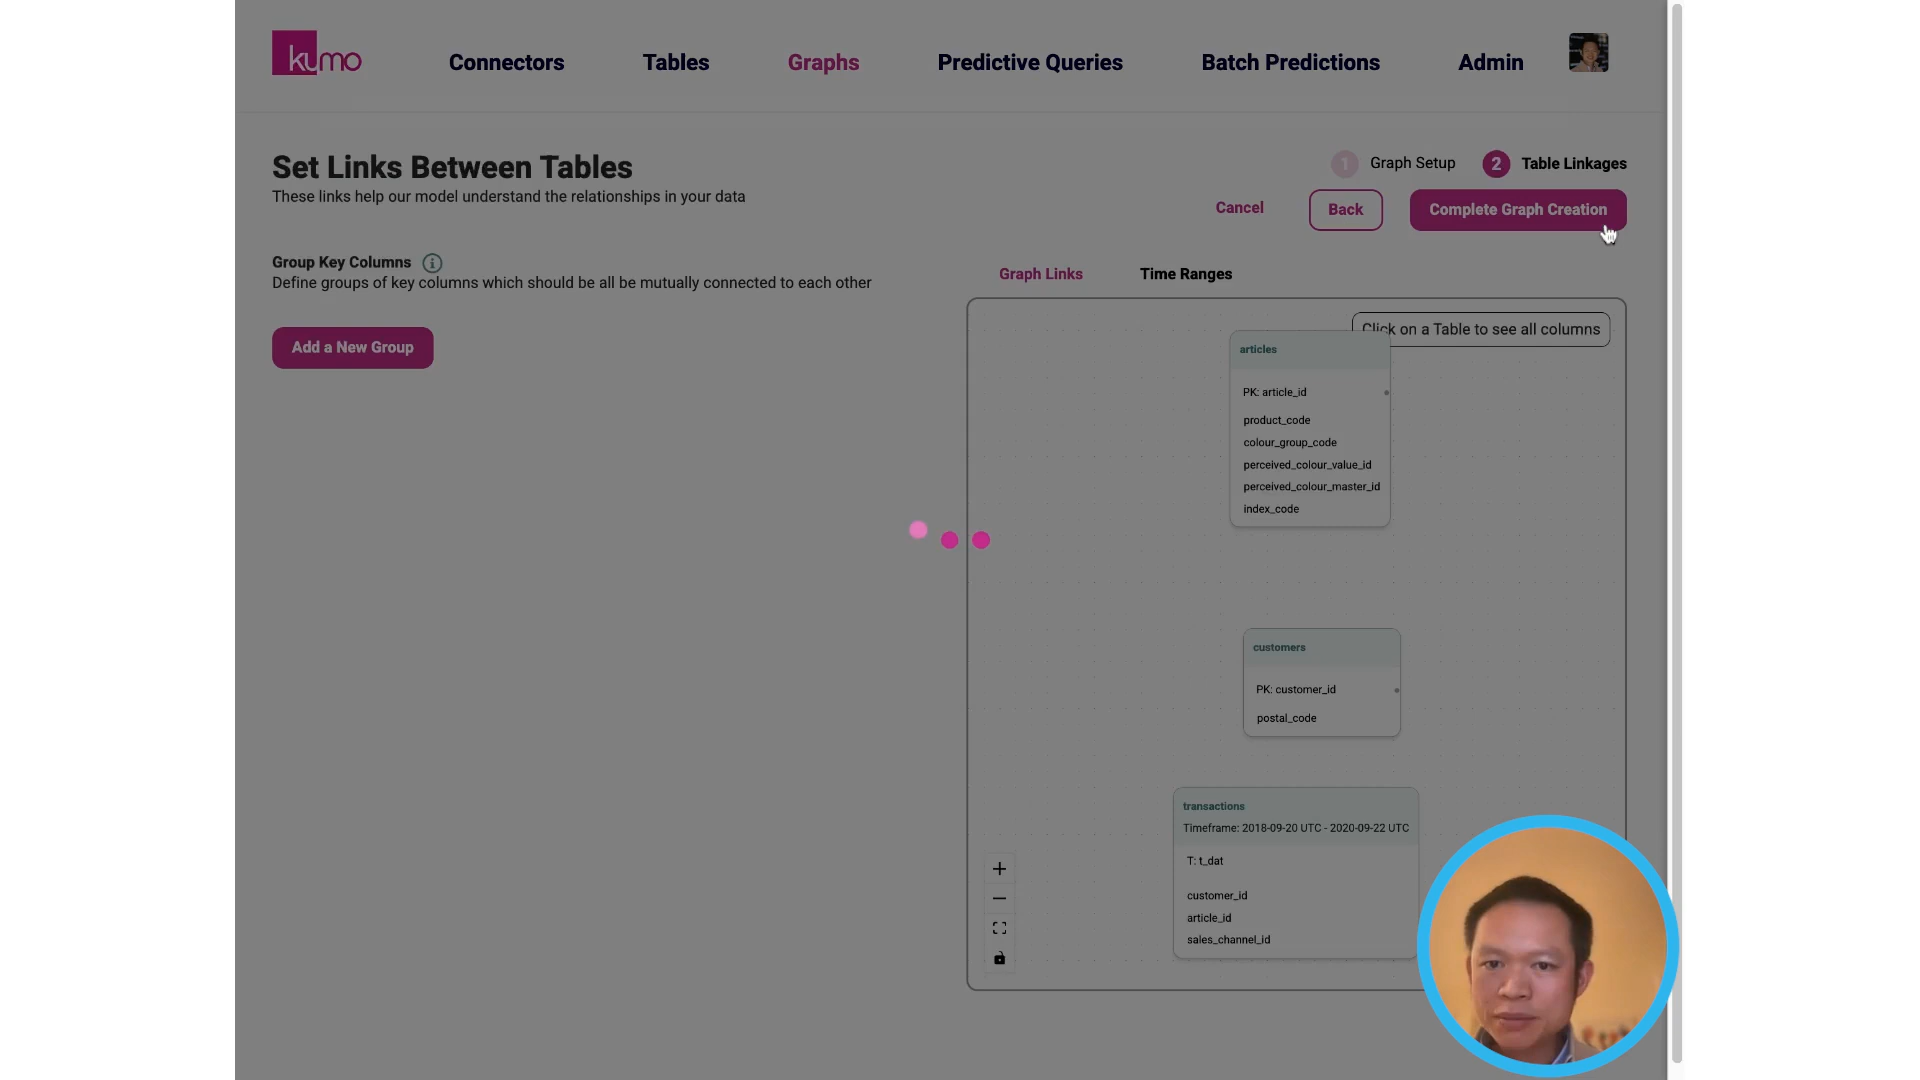 kumo
Connectors
Tables
Graphs
Predictive Queries
Batch Predictions
Admin
Set Links Between Tables
These links help our model understand the relationships in your data
1 Graph Setup
2 Table Linkages
Cancel
Back
Complete Graph Creation
Group Key Columns
Define groups of key columns which should be all be mutually connected to each other
Add a New Group
Graph Links
Time Ranges
Click on a Table to see all columns
articles
PK: article_id
product_code
colour_group_code
perceived_colour_value_id
perceived_colour_master_id
index_code
customers
PK: customer_id
postal_code
transactions
Timeframe: 2018-09-20 UTC - 2020-09-22 UTC
T: t_dat
customer_id
article_id
sales_channel_id